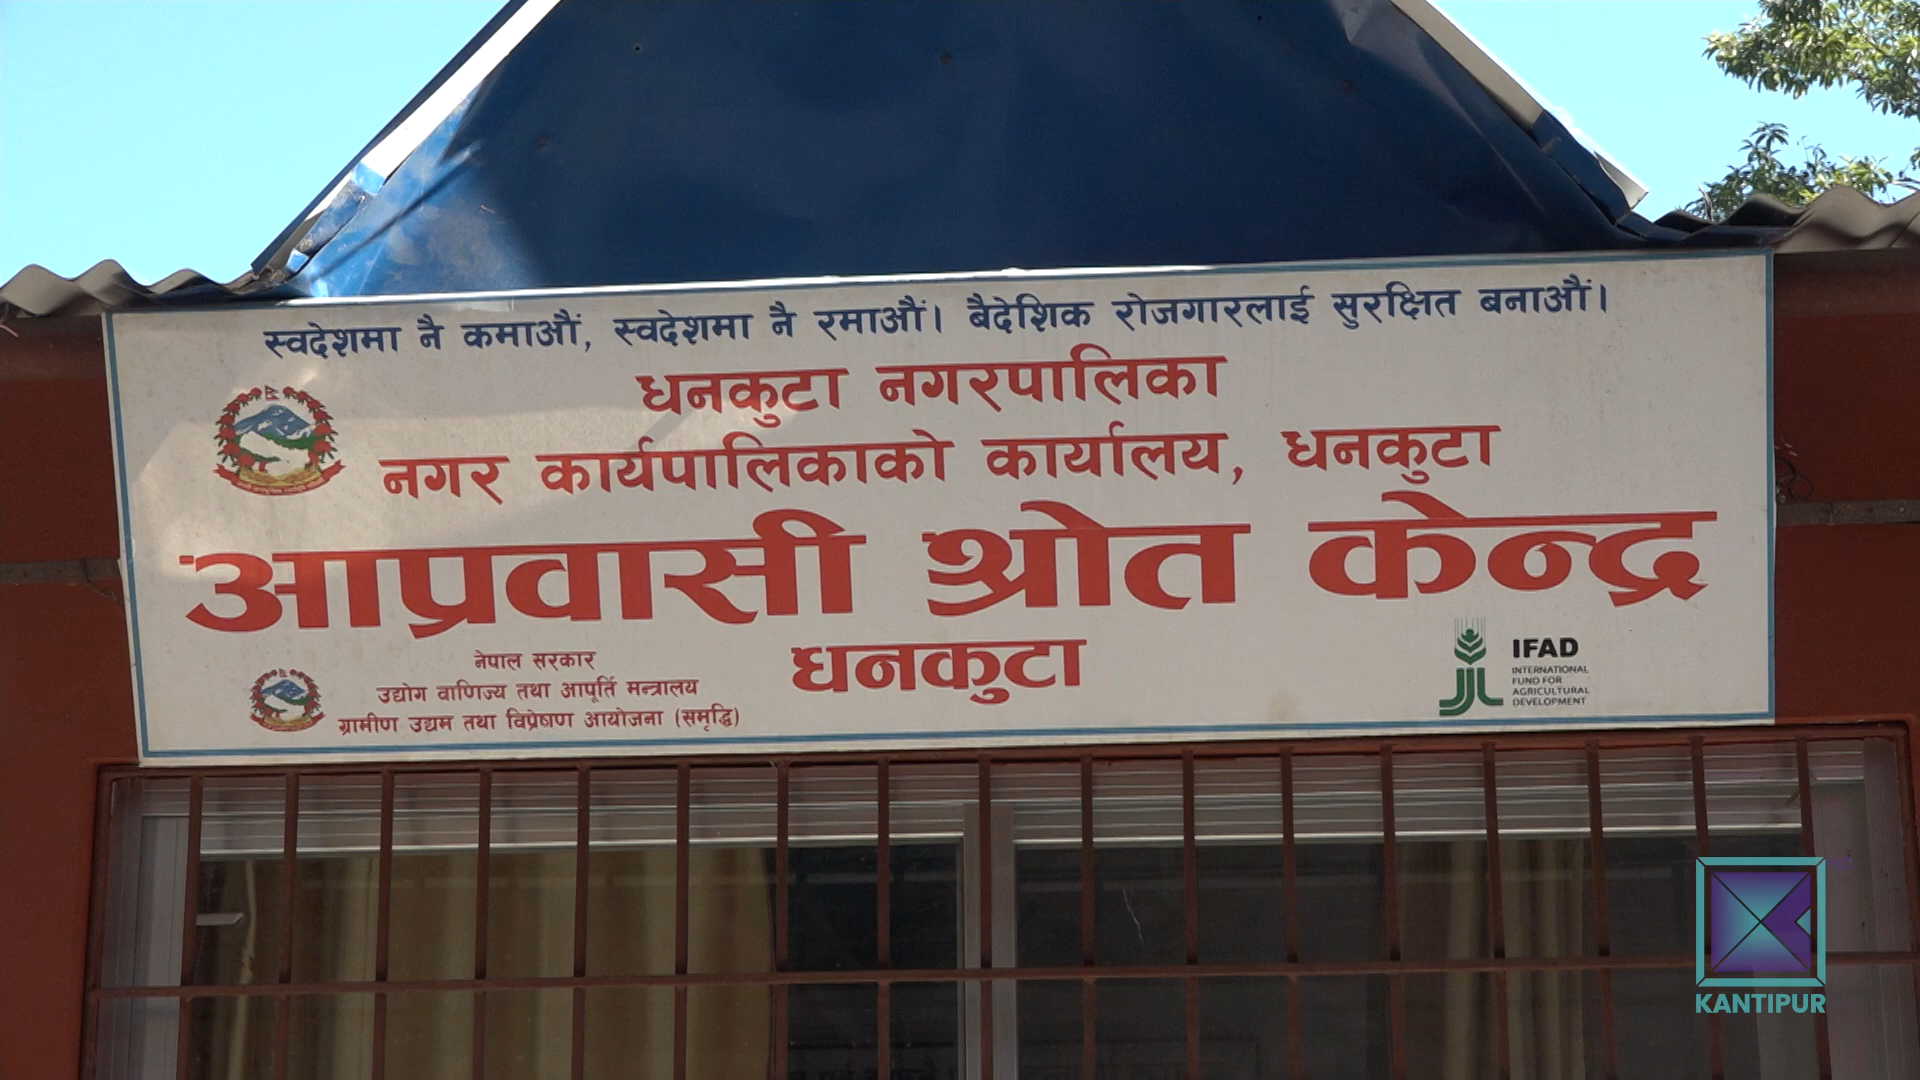 स्वदेशमा नै कमाऔं, स्वदेशमा नै रमाऔं। बैदेशिक रोजगारलाई सुरक्षित बनाऔं।
धनकुटा नगरपालिका
नगर कार्यपालिकाको कार्यालय, धनकुटा
आप्रवासी श्रोत केन्द्र
धनकुटा
नेपाल सरकार
उद्योग वाणिज्य तथा आपूर्ति मन्त्रालय
ग्रामीण उद्यम तथा विप्रेषण आयोजना (समृद्धि)
IFAD
INTERNATIONAL
FUND FOR
AGRICULTURAL
DEVELOPMENT
KANTIPUR